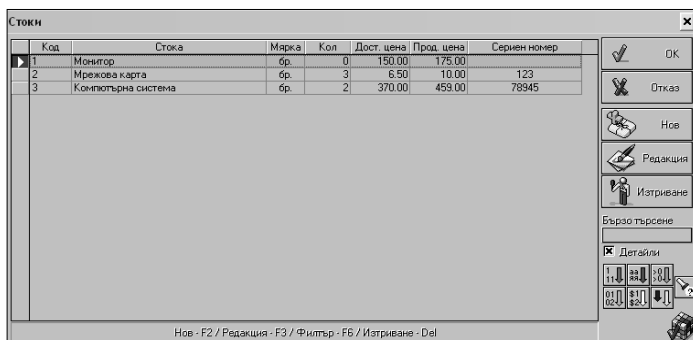 Стоки
Код Стока Мярка Кол Дост. цена Прод. цена Сериен номер
1 Монитор бр. 0 150.00 175.00
2 Мрежова карта бр. 3 6.50 10.00 123
3 Компютърна система бр. 2 370.00 459.00 78945
OK
Отказ
Нов
Редакция
Изтриване
Бързо търсене
Детайли
Нов - F2 / Редакция - F3 / Филтър - F6 / Изтриване - Del